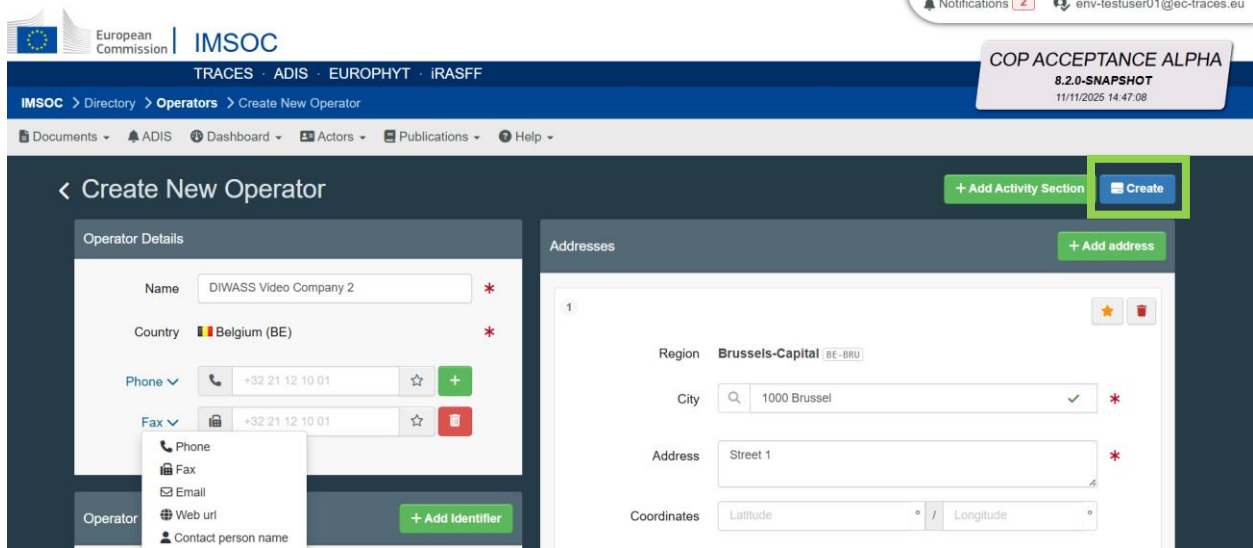 Notifications 2 env-testuser01@ec-traces.eu
European
Commission
IMSOC
TRACES · ADIS · EUROPHYT · iRASFF
COP ACCEPTANCE ALPHA
8.2.0-SNAPSHOT
11/11/2025 14:47:08
IMSOC > Directory > Operators > Create New Operator
Documents ADIS Dashboard Actors Publications Help
Create New Operator
+ Add Activity Section Create
Operator Details
Name DIWASS Video Company 2 *
Country Belgium (BE) *
Phone +32 21 12 10 01 +
Fax +32 21 12 10 01
Phone
Fax
Email
Web url
Contact person name
Operator + Add Identifier
Addresses + Add address
1
Region Brussels-Capital BE-BRU
City 1000 Brussel *
Address Street 1 *
Coordinates Latitude ° / Longitude °